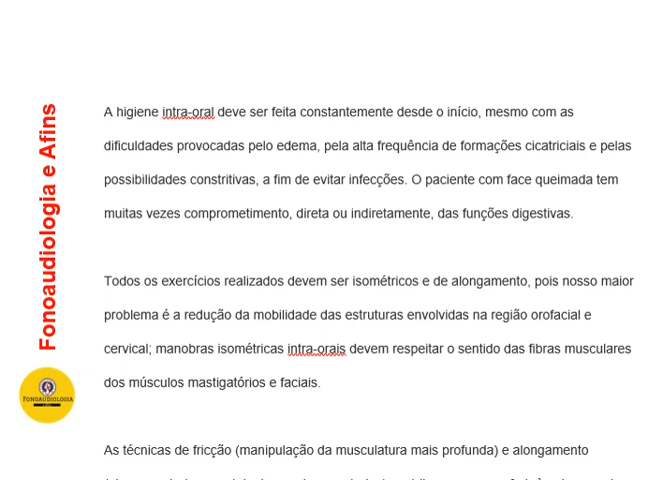 A higiene intra-oral deve ser feita constantemente desde o início, mesmo com as
dificuldades provocadas pelo edema, pela alta frequência de formações cicatriciais e pelas
possibilidades constritivas, a fim de evitar infecções. O paciente com face queimada tem
muitas vezes comprometimento, direta ou indiretamente, das funções digestivas.
Todos os exercícios realizados devem ser isométricos e de alongamento, pois nosso maior
problema é a redução da mobilidade das estruturas envolvidas na região orofacial e
cervical; manobras isométricas intra-orais devem respeitar o sentido das fibras musculares
dos músculos mastigatórios e faciais.
As técnicas de fricção (manipulação da musculatura mais profunda) e alongamento
Fonoaudiologia e Afins
FONOAUDIOLOGIA